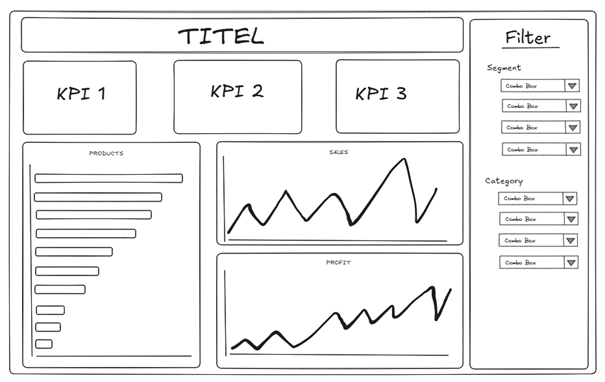 TITEL
KPI 1
KPI 2
KPI 3
PRODUCTS
SALES
PROFIT
Filter
Segment
Combo Box
Combo Box
Combo Box
Combo Box
Category
Combo Box
Combo Box
Combo Box
Combo Box